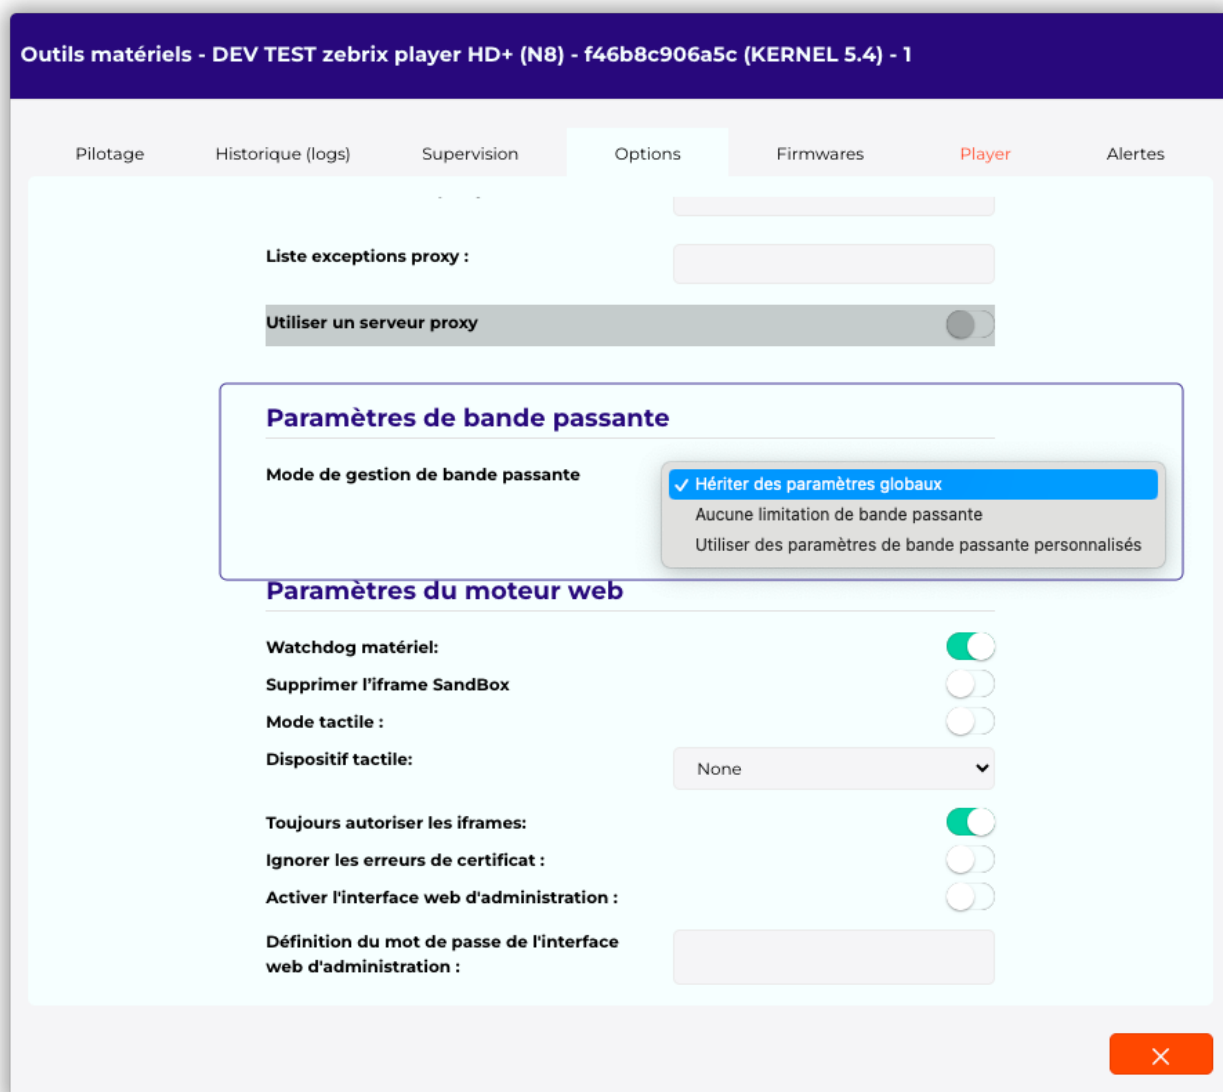 Outils matériels - DEV TEST zebrix player HD+ (N8) - f46b8c906a5c (KERNEL 5.4) - 1
Pilotage
Historique (logs)
Supervision
Options
Firmwares
Player
Alertes
Liste exceptions proxy :
Utiliser un serveur proxy
Paramètres de bande passante
Mode de gestion de bande passante
✓ Hériter des paramètres globaux
Aucune limitation de bande passante
Utiliser des paramètres de bande passante personnalisés
Paramètres du moteur web
Watchdog matériel:
Supprimer l'iframe SandBox
Mode tactile :
Dispositif tactile:
None
Toujours autoriser les iframes:
Ignorer les erreurs de certificat :
Activer l'interface web d'administration :
Définition du mot de passe de l'interface
web d'administration :